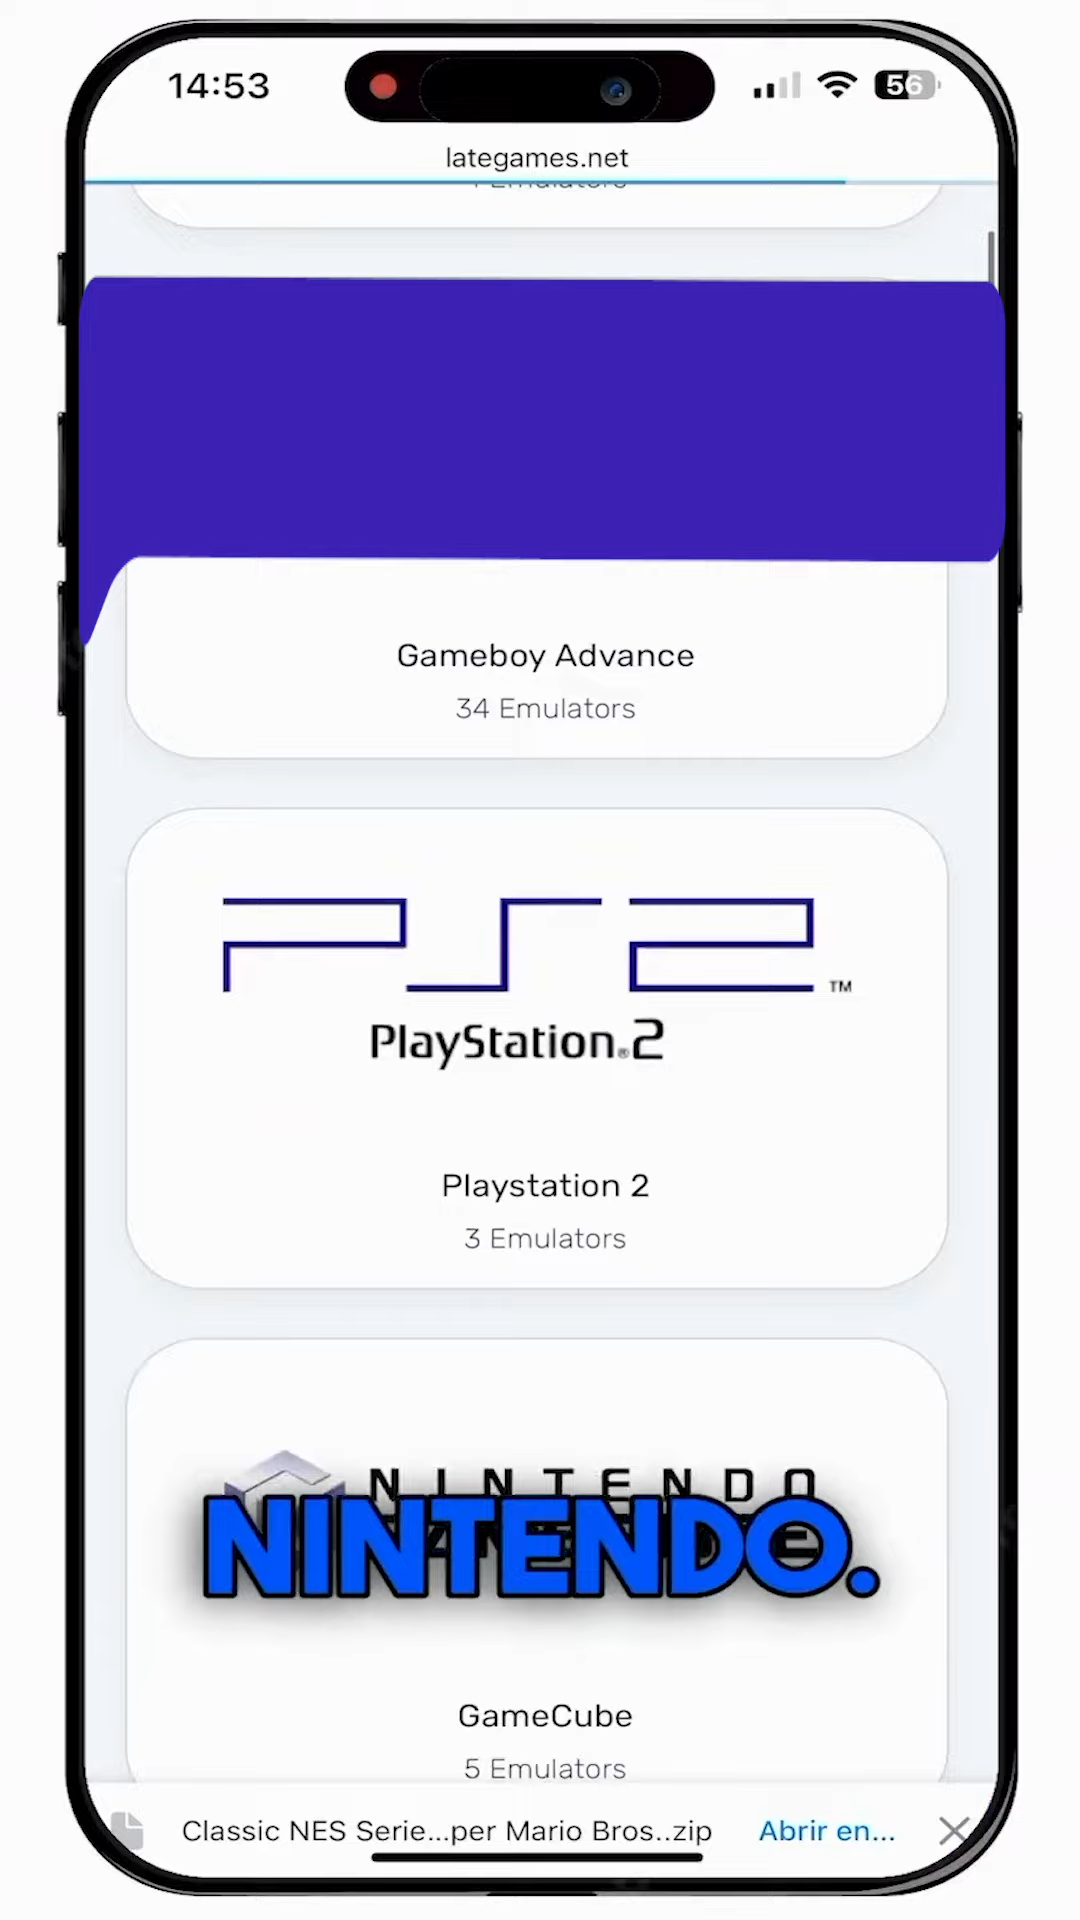 14:53
56
lategames.net
Gameboy Advance
34 Emulators
PS2 TM
PlayStation®2
Playstation 2
3 Emulators
NINTENDO
NINTENDO.
GameCube
5 Emulators
Classic NES Serie...per Mario Bros..zip
Abrir en...